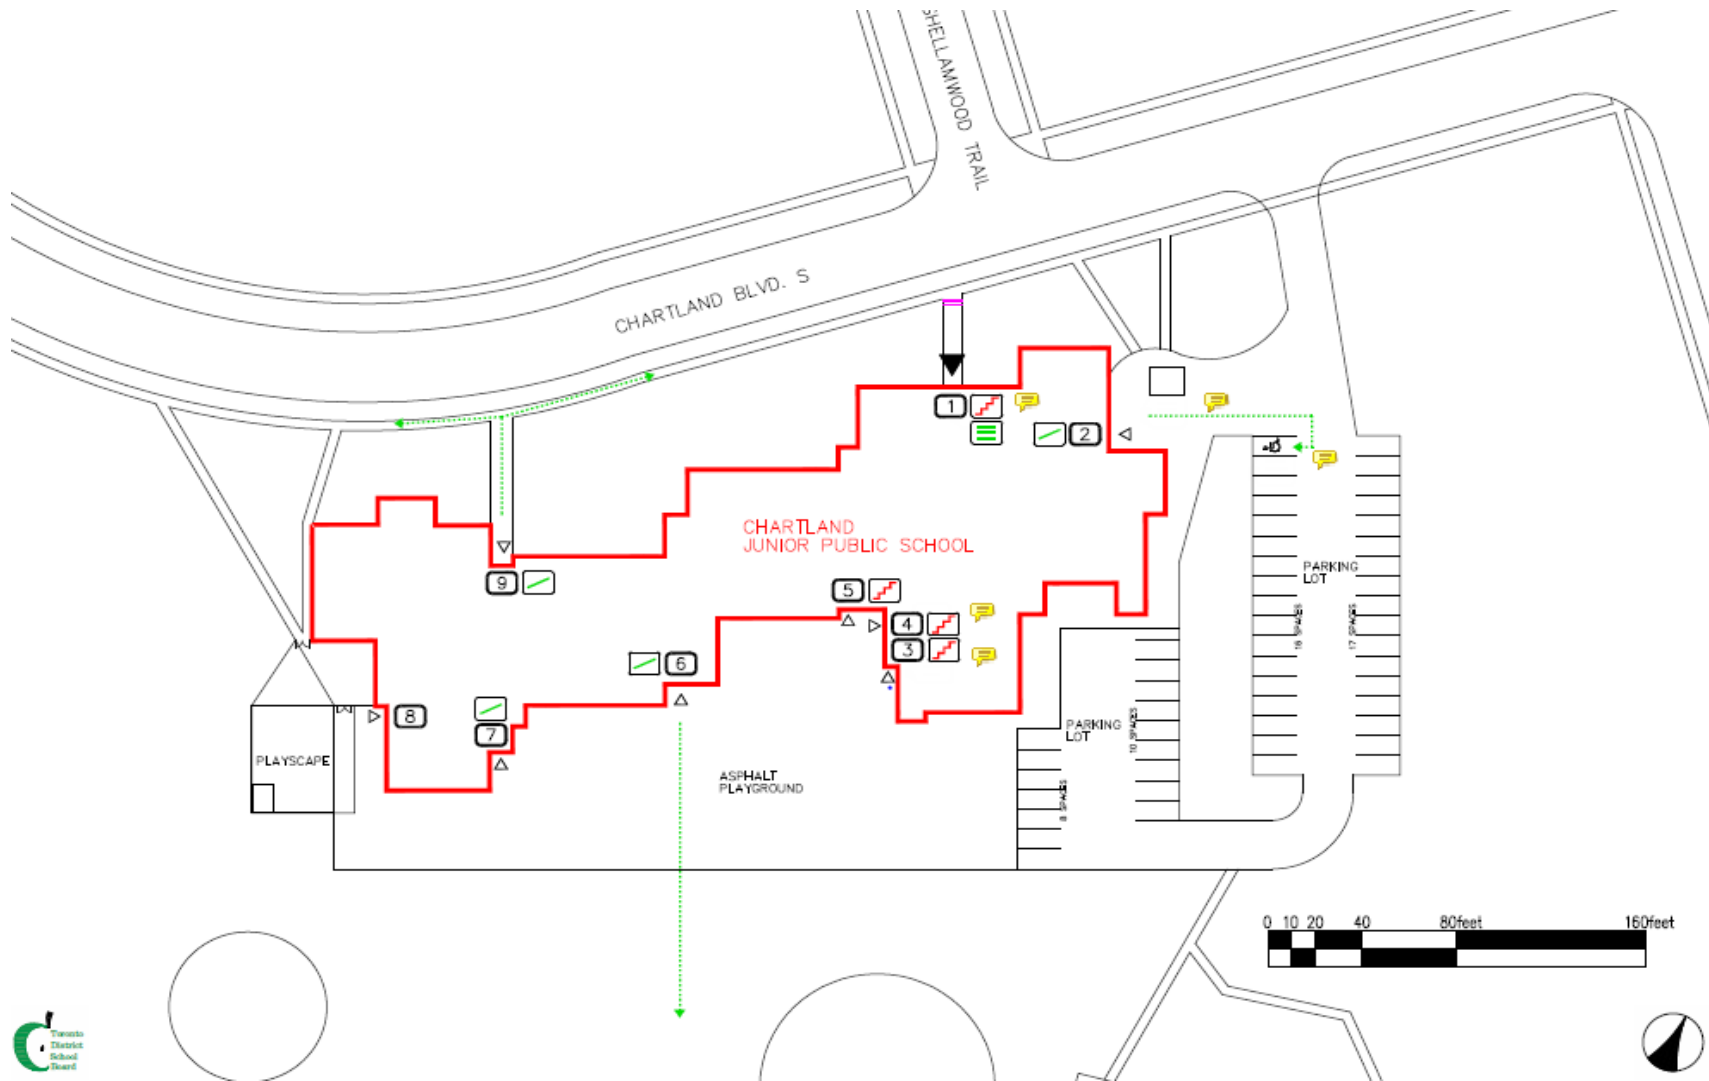 SHELLAMWOOD TRAIL
CHARTLAND BLVD. S
1
2
CHARTLAND
JUNIOR PUBLIC SCHOOL
9
5
4
3
6
8
7
PARKING
LOT
16 SPACES
17 SPACES
PARKING
LOT
10 SPACES
8 SPACES
PLAYSCAPE
ASPHALT
PLAYGROUND
0 10 20 40 80feet 160feet
Toronto
District
School
Board